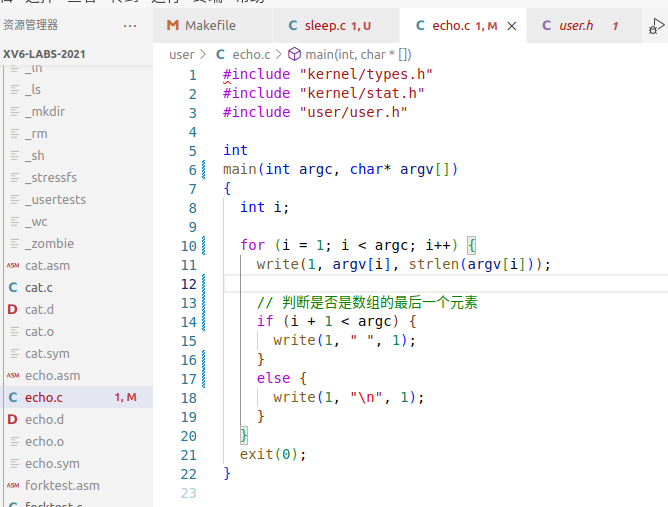 资源管理器
XV6-LABS-2021
_ln
_ls
_mkdir
_rm
_sh
_stressfs
_usertests
_wc
_zombie
ASM cat.asm
C cat.c
D cat.d
cat.o
cat.sym
ASM echo.asm
C echo.c 1, M
D echo.d
echo.o
echo.sym
ASM forktest.asm
M Makefile
C sleep.c 1, U
C echo.c 1, M
C user.h 1
user > C echo.c > main(int, char * [])
1 #include "kernel/types.h"
2 #include "kernel/stat.h"
3 #include "user/user.h"
4
5 int
6 main(int argc, char* argv[])
7 {
8   int i;
9
10   for (i = 1; i < argc; i++) {
11     write(1, argv[i], strlen(argv[i]));
12
13     // 判断是否是数组的最后一个元素
14     if (i + 1 < argc) {
15       write(1, " ", 1);
16     }
17     else {
18       write(1, "\n", 1);
19     }
20   }
21   exit(0);
22 }
23